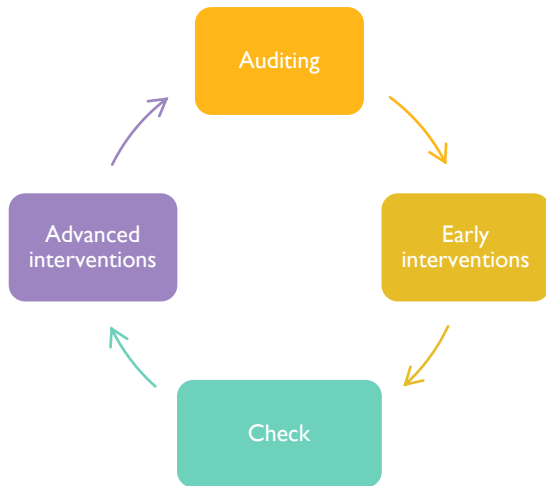 Auditing
Early
interventions
Check
Advanced
interventions